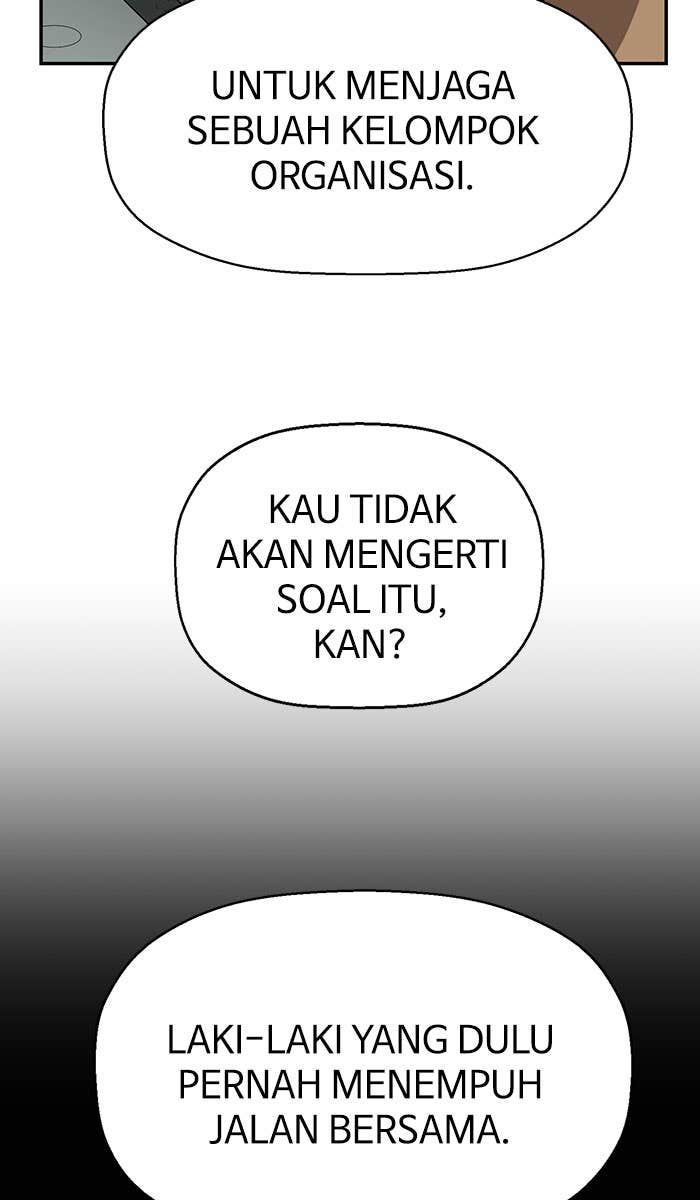 UNTUK MENJAGA
SEBUAH KELOMPOK
ORGANISASI.
KAU TIDAK
AKAN MENGERTI
SOAL ITU,
KAN?
LAKI-LAKI YANG DULU
PERNAH MENEMPUH
JALAN BERSAMA.